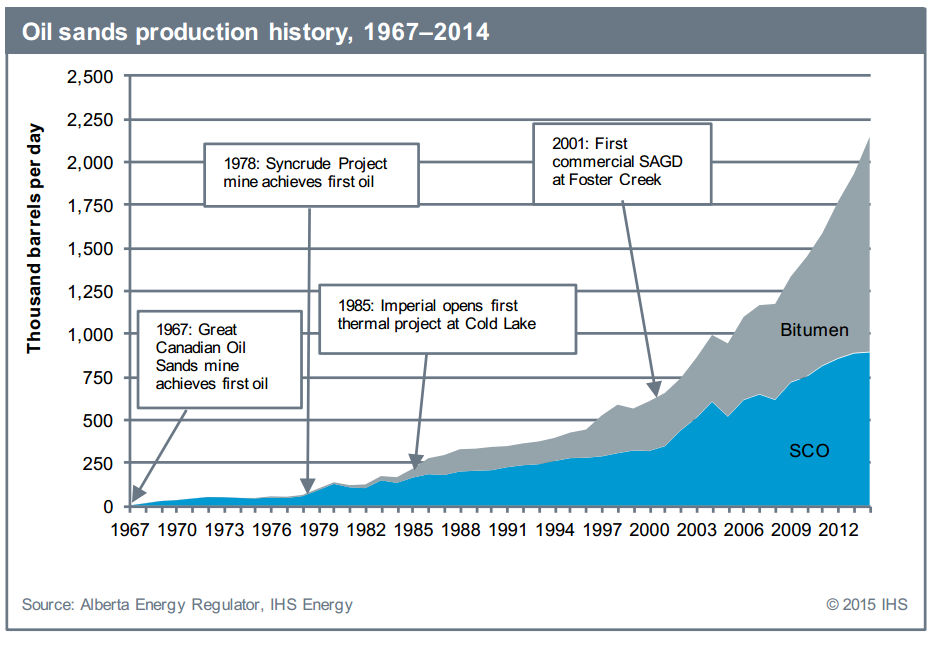 Oil sands production history, 1967–2014
Thousand barrels per day
2,500
2,250
2,000
1,750
1,500
1,250
1,000
750
500
250
0
1978: Syncrude Project
mine achieves first oil
2001: First
commercial SAGD
at Foster Creek
1985: Imperial opens first
thermal project at Cold Lake
1967: Great
Canadian Oil
Sands mine
achieves first oil
Bitumen
SCO
1967 1970 1973 1976 1979 1982 1985 1988 1991 1994 1997 2000 2003 2006 2009 2012
Source: Alberta Energy Regulator, IHS Energy
© 2015 IHS